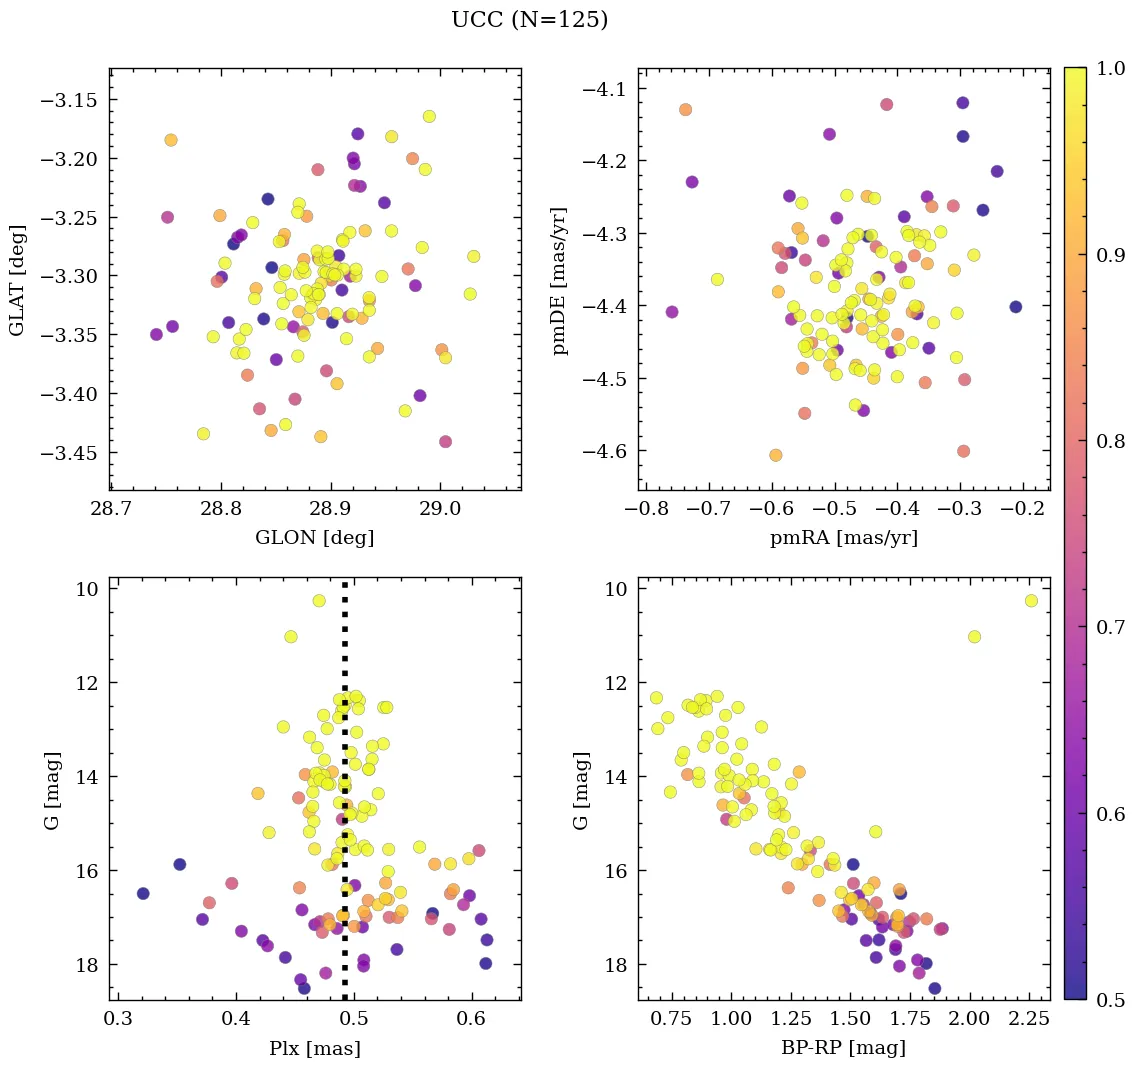 UCC (N=125)
−3.15
−3.20
−3.25
−3.30
−3.35
−3.40
−3.45
GLAT [deg]
28.7 28.8 28.9 29.0
GLON [deg]
−4.1
−4.2
−4.3
−4.4
−4.5
−4.6
pmDE [mas/yr]
−0.8 −0.7 −0.6 −0.5 −0.4 −0.3 −0.2
pmRA [mas/yr]
10
12
14
16
18
G [mag]
0.3 0.4 0.5 0.6
Plx [mas]
10
12
14
16
18
G [mag]
0.75 1.00 1.25 1.50 1.75 2.00 2.25
BP-RP [mag]
1.0
0.9
0.8
0.7
0.6
0.5